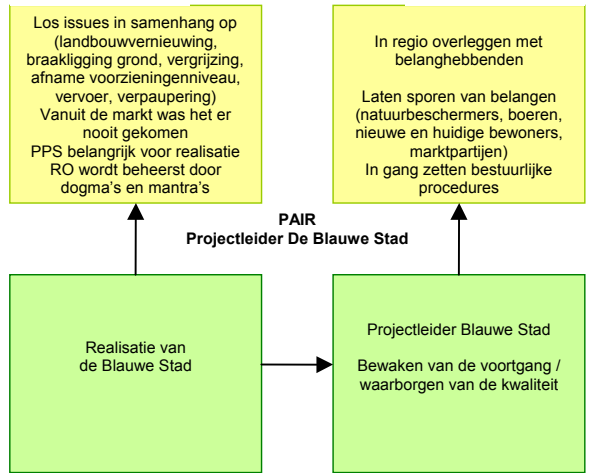 Los issues in samenhang op
(landbouwvernieuwing,
braakligging grond, vergrijzing,
afname voorzieningenniveau,
vervoer, verpaupering)
Vanuit de markt was het er
nooit gekomen
PPS belangrijk voor realisatie
RO wordt beheerst door
dogma's en mantra's
In regio overleggen met
belanghebbenden
Laten sporen van belangen
(natuurbeschermers, boeren,
nieuwe en huidige bewoners,
marktpartijen)
In gang zetten bestuurlijke
procedures
PAIR
Projectleider De Blauwe Stad
Realisatie van
de Blauwe Stad
Projectleider Blauwe Stad
Bewaken van de voortgang /
waarborgen van de kwaliteit